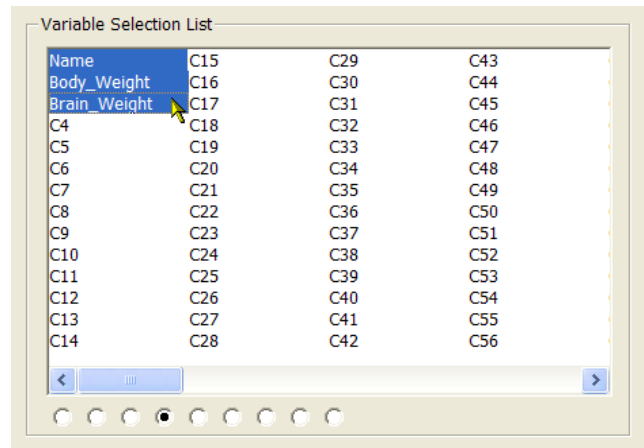 Variable Selection List
Name C15 C29 C43
Body_Weight C16 C30 C44
Brain_Weight C17 C31 C45
C4 C18 C32 C46
C5 C19 C33 C47
C6 C20 C34 C48
C7 C21 C35 C49
C8 C22 C36 C50
C9 C23 C37 C51
C10 C24 C38 C52
C11 C25 C39 C53
C12 C26 C40 C54
C13 C27 C41 C55
C14 C28 C42 C56